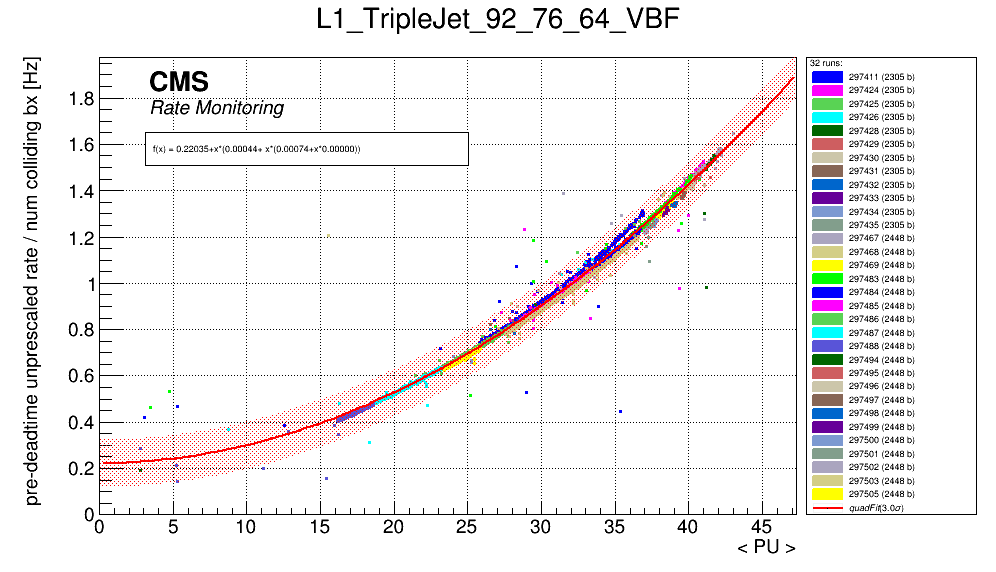 L1_TripleJet_92_76_64_VBF
pre-deadtime unprescaled rate / num colliding bx [Hz]
CMS
Rate Monitoring
f(x) = 0.22035+x*(0.00044+ x*(0.00074+x*0.00000))
1.8
1.6
1.4
1.2
1
0.8
0.6
0.4
0.2
0
0 5 10 15 20 25 30 35 40 45
< PU >
32 runs:
297411 (2305 b)
297424 (2305 b)
297425 (2305 b)
297426 (2305 b)
297428 (2305 b)
297429 (2305 b)
297430 (2305 b)
297431 (2305 b)
297432 (2305 b)
297433 (2305 b)
297434 (2305 b)
297435 (2305 b)
297467 (2448 b)
297468 (2448 b)
297469 (2448 b)
297483 (2448 b)
297484 (2448 b)
297485 (2448 b)
297486 (2448 b)
297487 (2448 b)
297488 (2448 b)
297494 (2448 b)
297495 (2448 b)
297496 (2448 b)
297497 (2448 b)
297498 (2448 b)
297499 (2448 b)
297500 (2448 b)
297501 (2448 b)
297502 (2448 b)
297503 (2448 b)
297505 (2448 b)
quadFit(3.0σ)